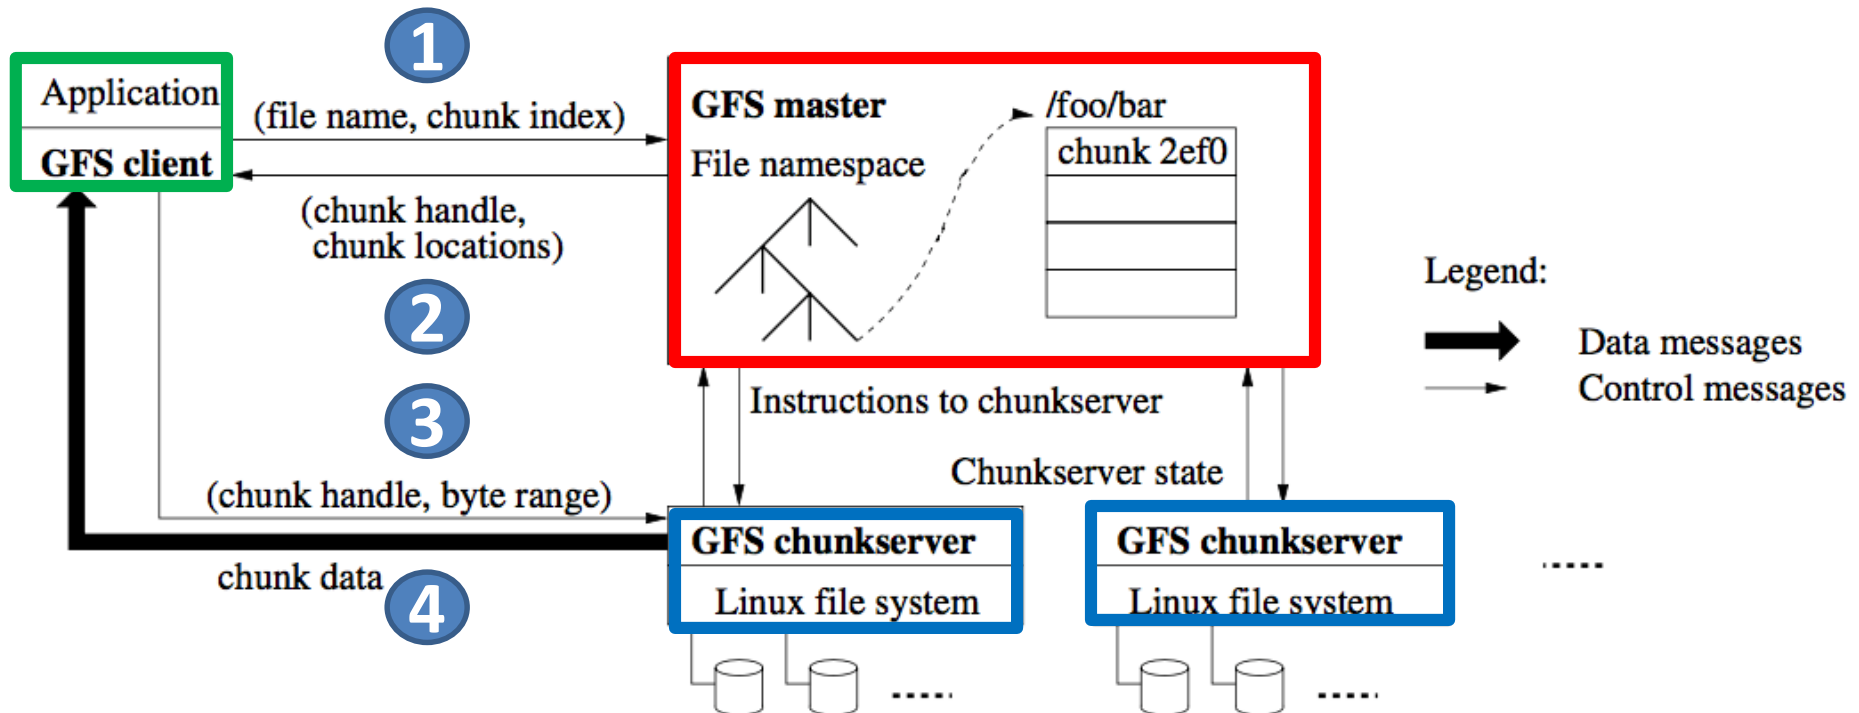 1
Application
(file name, chunk index)
GFS client
(chunk handle,
chunk locations)
2
3
(chunk handle, byte range)
chunk data
4
GFS master
/foo/bar
File namespace
chunk 2ef0
Instructions to chunkserver
Chunkserver state
GFS chunkserver
Linux file system
GFS chunkserver
Linux file system
Legend:
Data messages
Control messages